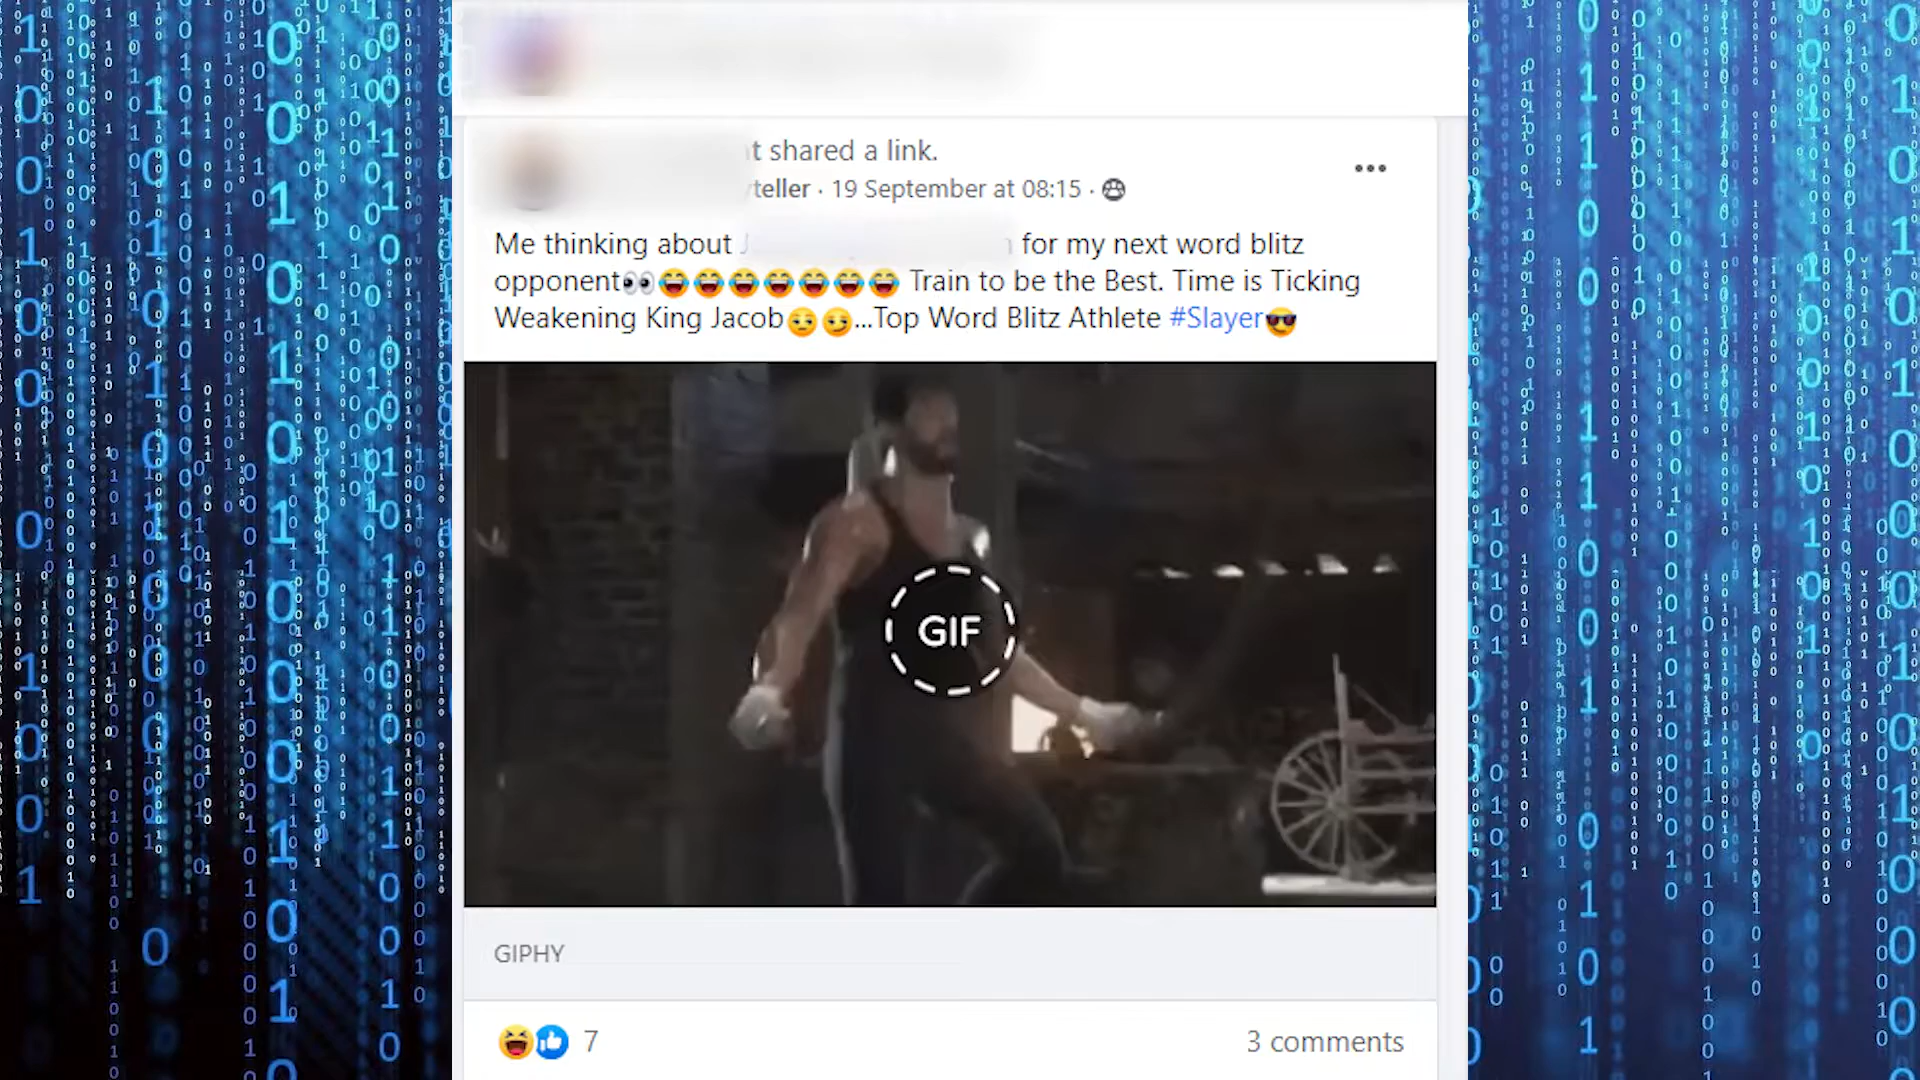 t shared a link.
teller · 19 September at 08:15 ·
Me thinking about J for my next word blitz
opponent👀😂😂😂😂😂😂😂 Train to be the Best. Time is Ticking
Weakening King Jacob😒😏...Top Word Blitz Athlete #Slayer😎
GIF
GIPHY
7
3 comments